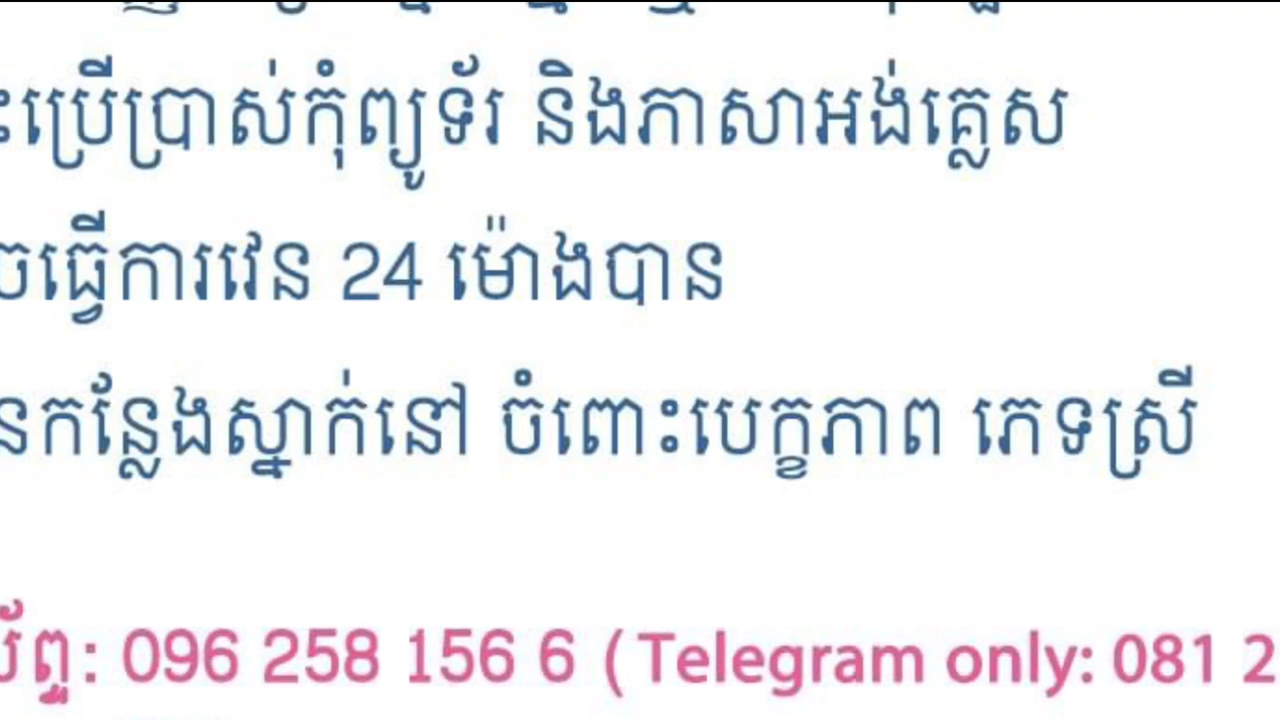 ះប្រើប្រាស់កុំព្យូទ័រ និងភាសាអង់គ្លេស
ចធ្វើការវេន 24 ម៉ោងបាន
នកន្លែងស្នាក់នៅ ចំពោះបេក្ខភាព ភេទស្រី
: 096 258 156 6 (Telegram only: 081 2